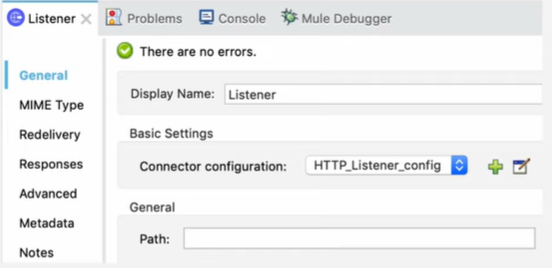 Listener Problems Console Mule Debugger
There are no errors.
General
Display Name: Listener
MIME Type
Redelivery
Basic Settings
Responses
Connector configuration: HTTP_Listener_config
Advanced
General
Metadata
Path:
Notes